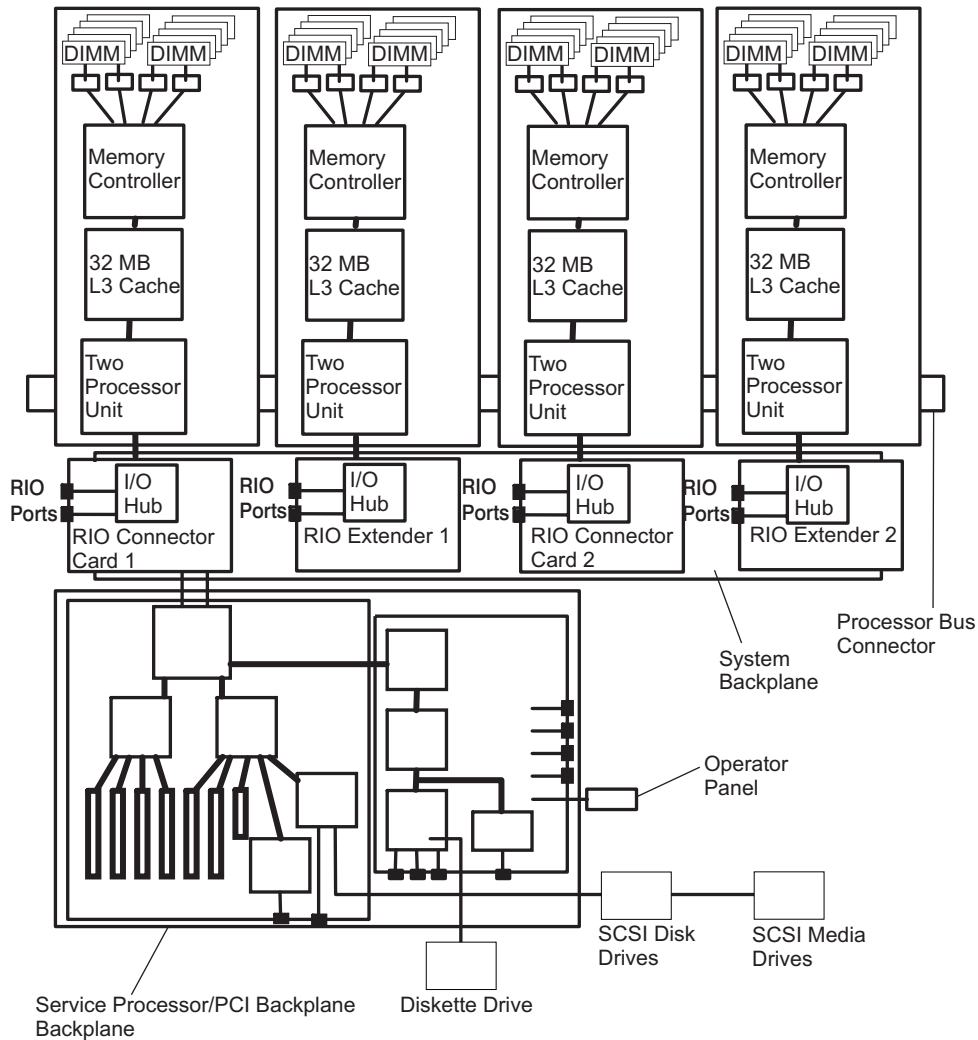 DIMM DIMM DIMM DIMM DIMM DIMM DIMM DIMM
Memory
Controller
Memory
Controller
Memory
Controller
Memory
Controller
32 MB
L3 Cache
32 MB
L3 Cache
32 MB
L3 Cache
32 MB
L3 Cache
Two
Processor
Unit
Two
Processor
Unit
Two
Processor
Unit
Two
Processor
Unit
RIO
Ports
I/O
Hub
RIO Connector
Card 1
RIO
Ports
I/O
Hub
RIO Extender 1
RIO
Ports
I/O
Hub
RIO Connector
Card 2
RIO
Ports
I/O
Hub
RIO Extender 2
Processor Bus
Connector
System
Backplane
Operator
Panel
SCSI Disk
Drives
SCSI Media
Drives
Diskette Drive
Service Processor/PCI Backplane
Backplane